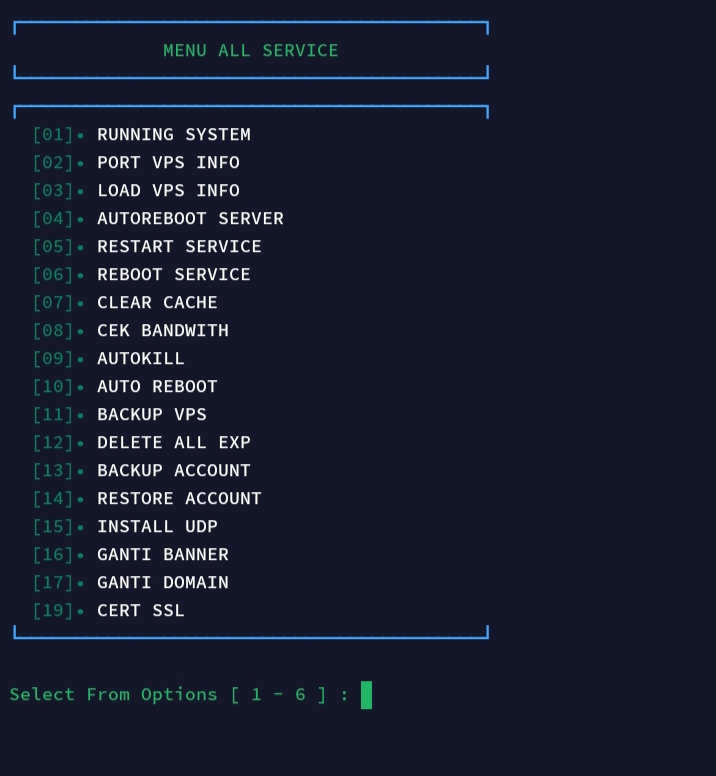 MENU ALL SERVICE
[01]• RUNNING SYSTEM
[02]• PORT VPS INFO
[03]• LOAD VPS INFO
[04]• AUTOREBOOT SERVER
[05]• RESTART SERVICE
[06]• REBOOT SERVICE
[07]• CLEAR CACHE
[08]• CEK BANDWITH
[09]• AUTOKILL
[10]• AUTO REBOOT
[11]• BACKUP VPS
[12]• DELETE ALL EXP
[13]• BACKUP ACCOUNT
[14]• RESTORE ACCOUNT
[15]• INSTALL UDP
[16]• GANTI BANNER
[17]• GANTI DOMAIN
[19]• CERT SSL
Select From Options [ 1 - 6 ] :